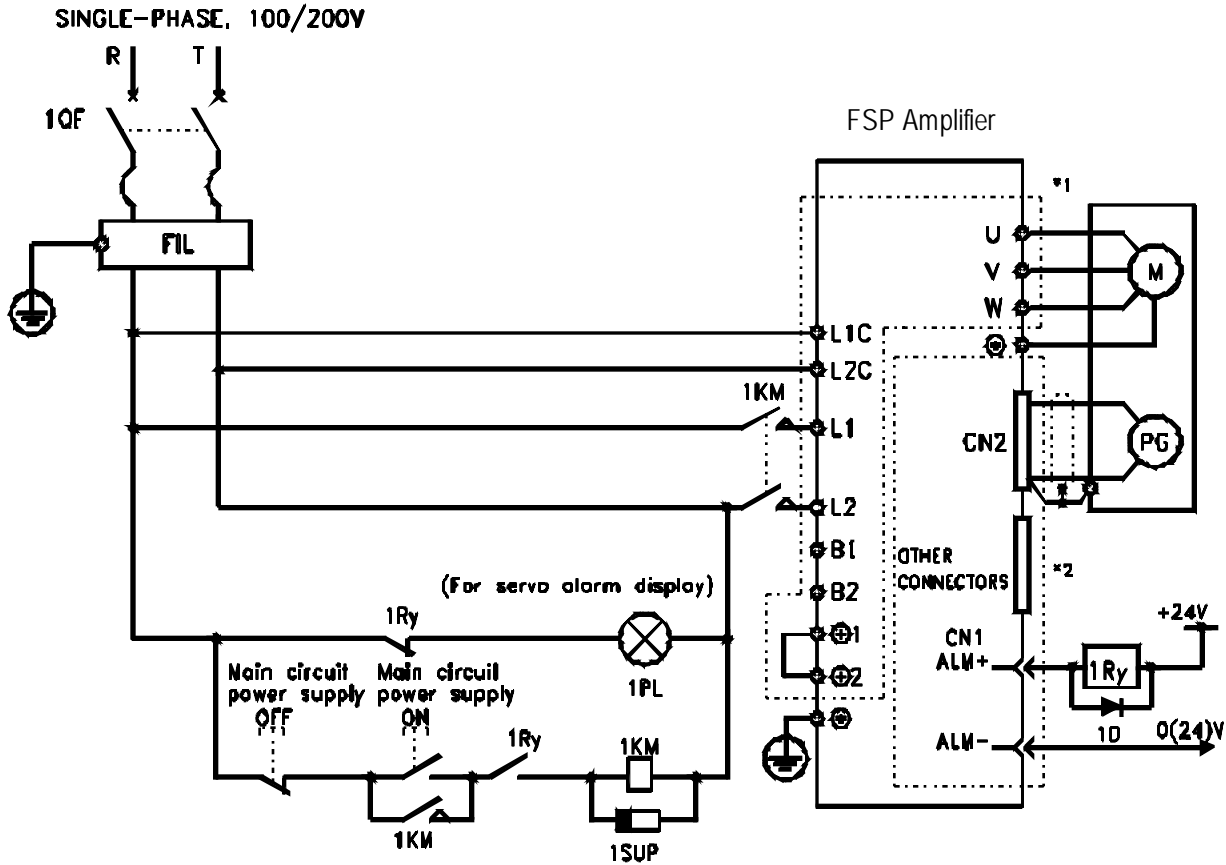 SINGLE-PHASE, 100/200V
R T
1QF
FSP Amplifier
*1
FIL
U
V
W
M
L1C
L2C
1KM
L1
CN2
PG
L2
B1
OTHER
CONNECTORS
*2
(For servo alarm display)
B2
+24V
1Ry
1
CN1
ALM+
1Ry
Main circuit
power supply
OFF
Main circuit
power supply
ON
1PL
2
1D
0(24)V
1Ry
1KM
ALM-
1KM
1SUP